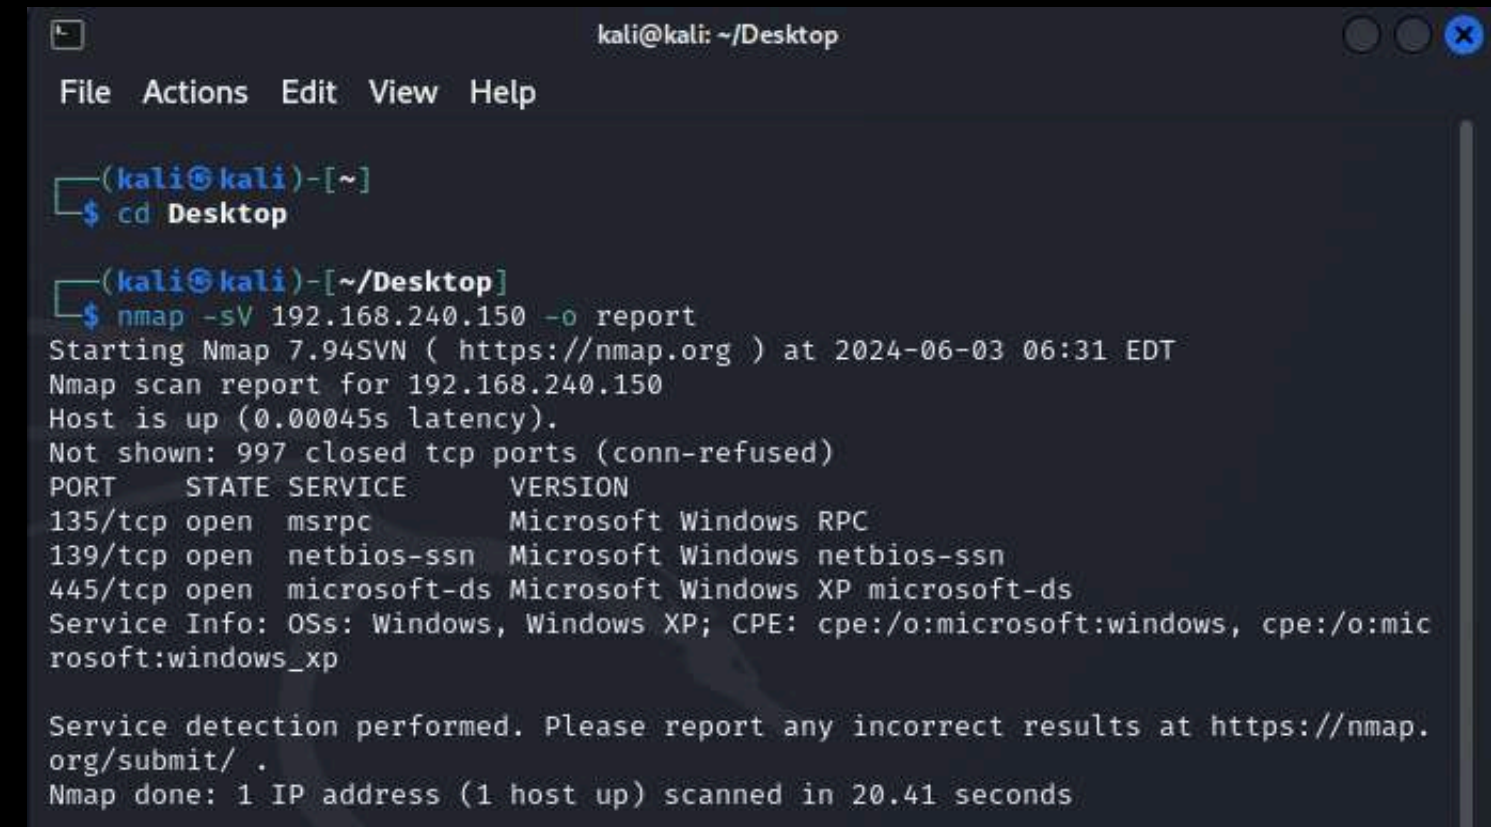 kali@kali: ~/Desktop
File Actions Edit View Help
┌──(kali㉿kali)-[~]
└─$ cd Desktop
┌──(kali㉿kali)-[~/Desktop]
└─$ nmap -sV 192.168.240.150 -o report
Starting Nmap 7.94SVN ( https://nmap.org ) at 2024-06-03 06:31 EDT
Nmap scan report for 192.168.240.150
Host is up (0.00045s latency).
Not shown: 997 closed tcp ports (conn-refused)
PORT    STATE SERVICE      VERSION
135/tcp open  msrpc        Microsoft Windows RPC
139/tcp open  netbios-ssn  Microsoft Windows netbios-ssn
445/tcp open  microsoft-ds Microsoft Windows XP microsoft-ds
Service Info: OSs: Windows, Windows XP; CPE: cpe:/o:microsoft:windows, cpe:/o:mic
rosoft:windows_xp
Service detection performed. Please report any incorrect results at https://nmap.
org/submit/ .
Nmap done: 1 IP address (1 host up) scanned in 20.41 seconds